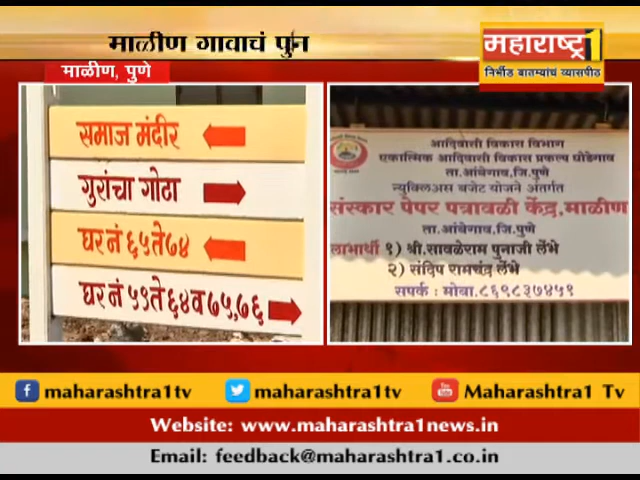 माळीण गावाचं पुन
महाराष्ट्र 1
निर्भीड बातम्यांचं व्यासपीठ
माळीण, पुणे
समाज मंदीर
गुरांचा गोठा
घर नं ६५ ते ७४
घर नं ५१ ते ६४ व ७५,७६
आदिवासी विकास विभाग
एकात्मिक आदिवासी विकास प्रकल्प घोडेगाव
ता.आंबेगाव,जि.पुणे
न्युक्लिअस बजेट योजने अंतर्गत
संस्कार पेपर पत्रावळी केंद्र,माळीण
ता.आंबेगाव,जि.पुणे
लाभार्थी १) श्री.सावळेराम पुनाजी लेंभे
२) संदिप रामचंद्र लेंभे
संपर्क : मोबा.८६९८३७४५१
maharashtra1tv
maharashtra1tv
Maharashtra1 Tv
Website: www.maharashtra1news.in
Email: feedback@maharashtra1.co.in